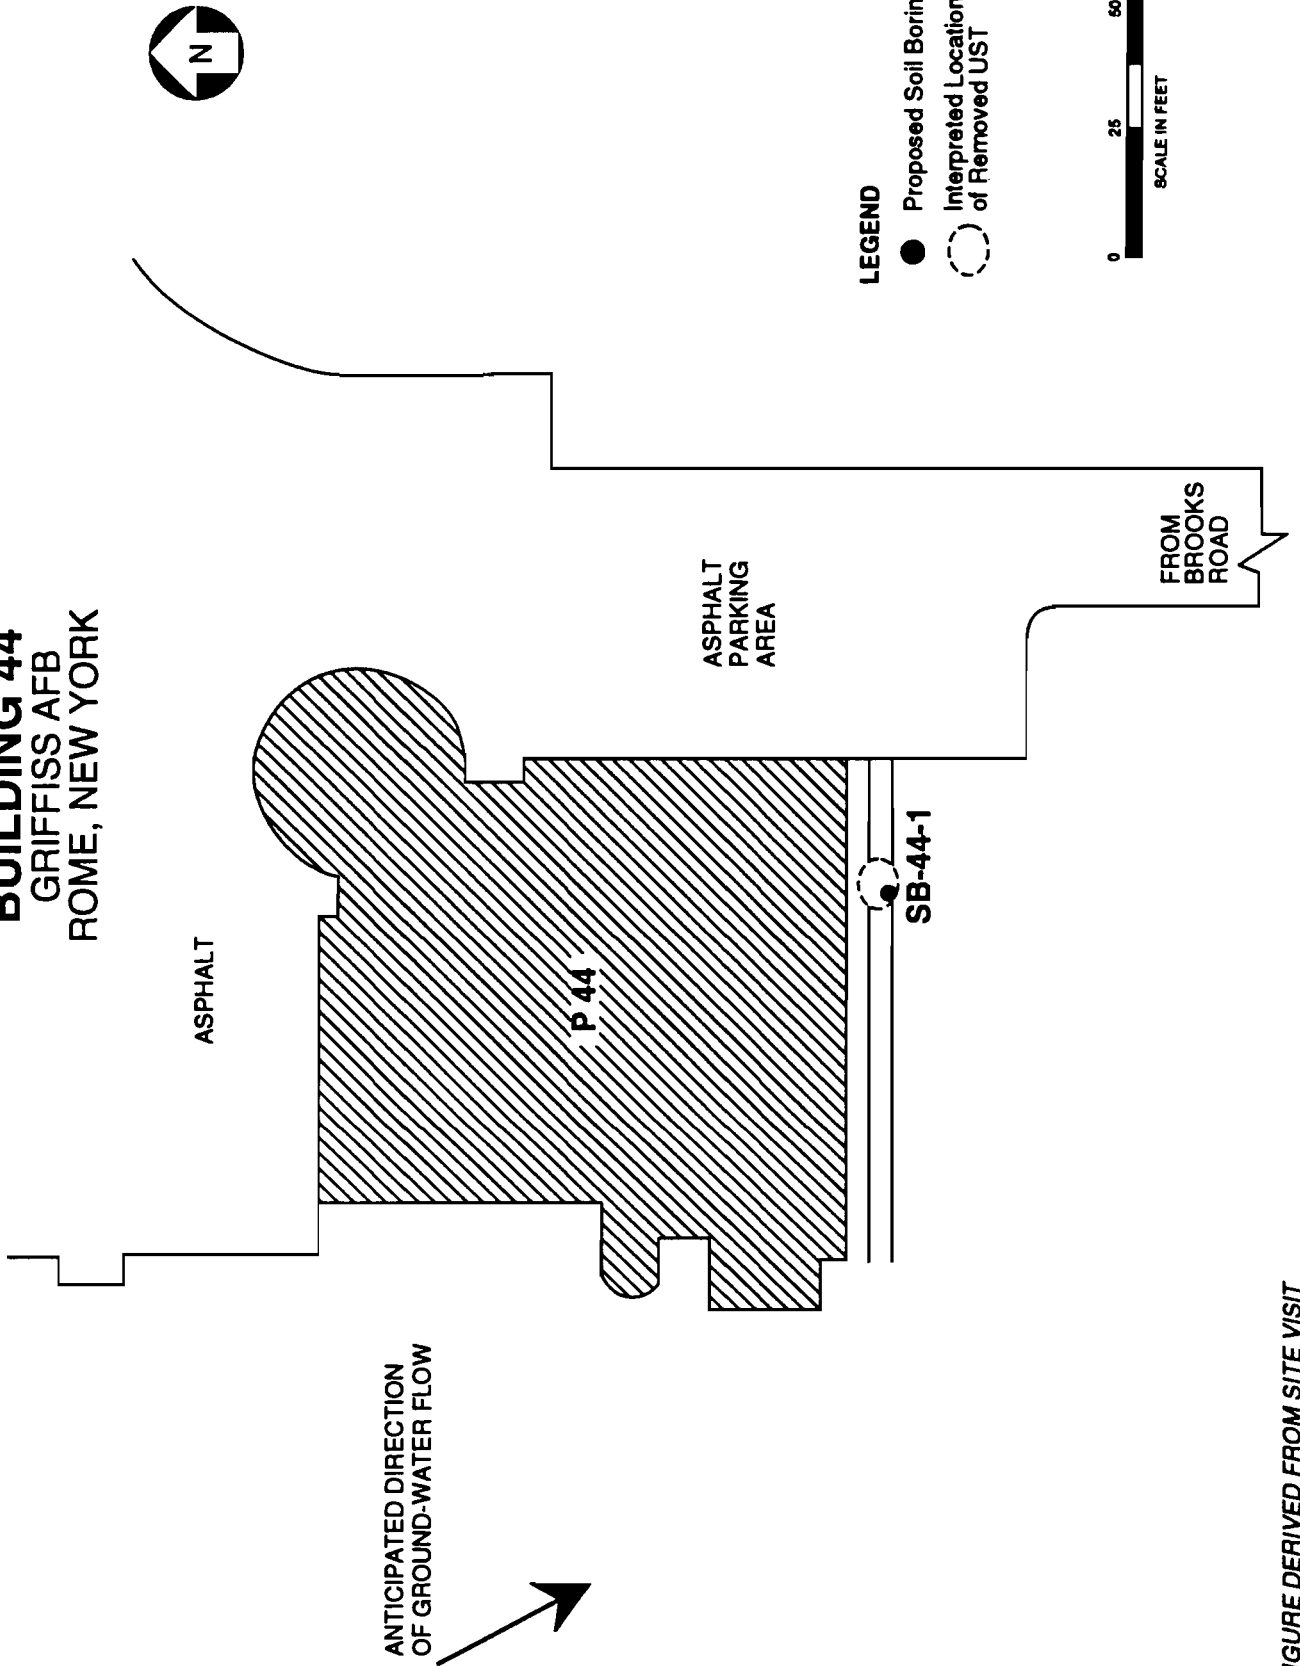 BUILDING 44
GRIFFISS AFB
ROME, NEW YORK
N
ASPHALT
P 44
ASPHALT
PARKING
AREA
FROM
BROOKS
ROAD
SB-44-1
ANTICIPATED DIRECTION
OF GROUND-WATER FLOW
LEGEND
Proposed Soil Borin
Interpreted Location
of Removed UST
0 25 50
SCALE IN FEET
IGURE DERIVED FROM SITE VISIT